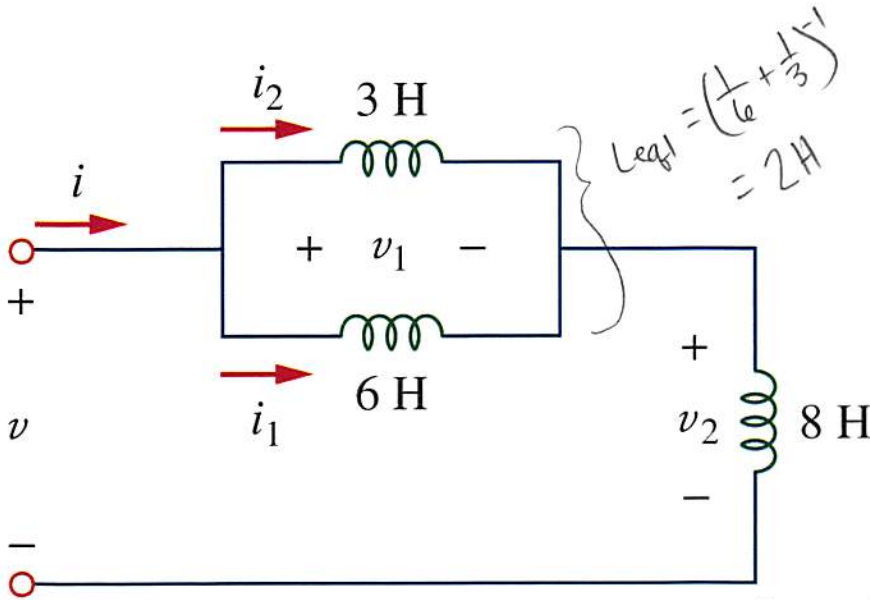 i₂
3 H
Leq1 = (1/6 + 1/3)⁻¹
= 2H
i
+ v₁ −
+
6 H
i₁
+
v
v₂
8 H
−
−